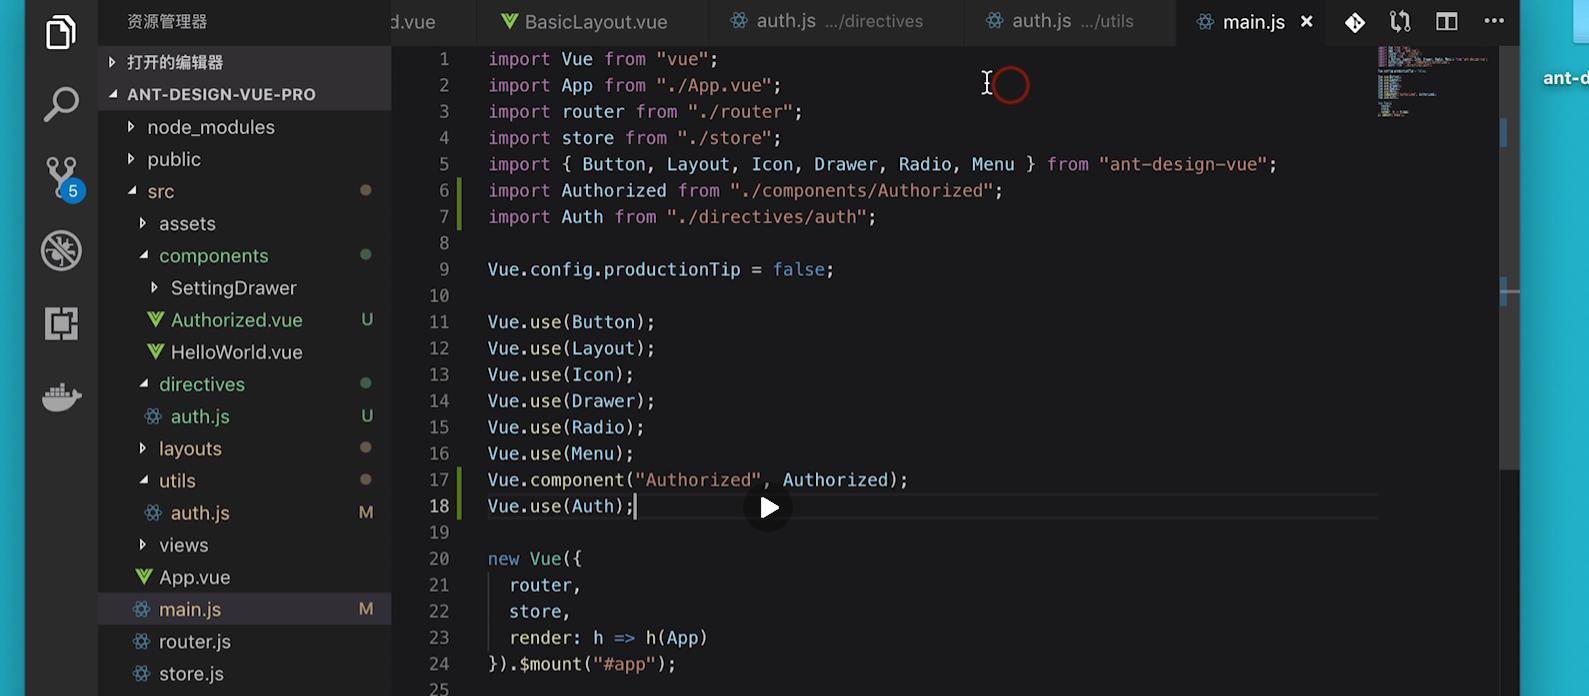 资源管理器
d.vue
BasicLayout.vue
auth.js .../directives
auth.js .../utils
main.js ×
打开的编辑器
ANT-DESIGN-VUE-PRO
node_modules
public
src
assets
components
SettingDrawer
Authorized.vue U
HelloWorld.vue
directives
auth.js U
layouts
utils
auth.js M
views
App.vue
main.js M
router.js
store.js
5
1 import Vue from "vue";
2 import App from "./App.vue";
3 import router from "./router";
4 import store from "./store";
5 import { Button, Layout, Icon, Drawer, Radio, Menu } from "ant-design-vue";
6 import Authorized from "./components/Authorized";
7 import Auth from "./directives/auth";
8
9 Vue.config.productionTip = false;
10
11 Vue.use(Button);
12 Vue.use(Layout);
13 Vue.use(Icon);
14 Vue.use(Drawer);
15 Vue.use(Radio);
16 Vue.use(Menu);
17 Vue.component("Authorized", Authorized);
18 Vue.use(Auth);
19
20 new Vue({
21 router,
22 store,
23 render: h => h(App)
24 }).$mount("#app");
25
ant-d